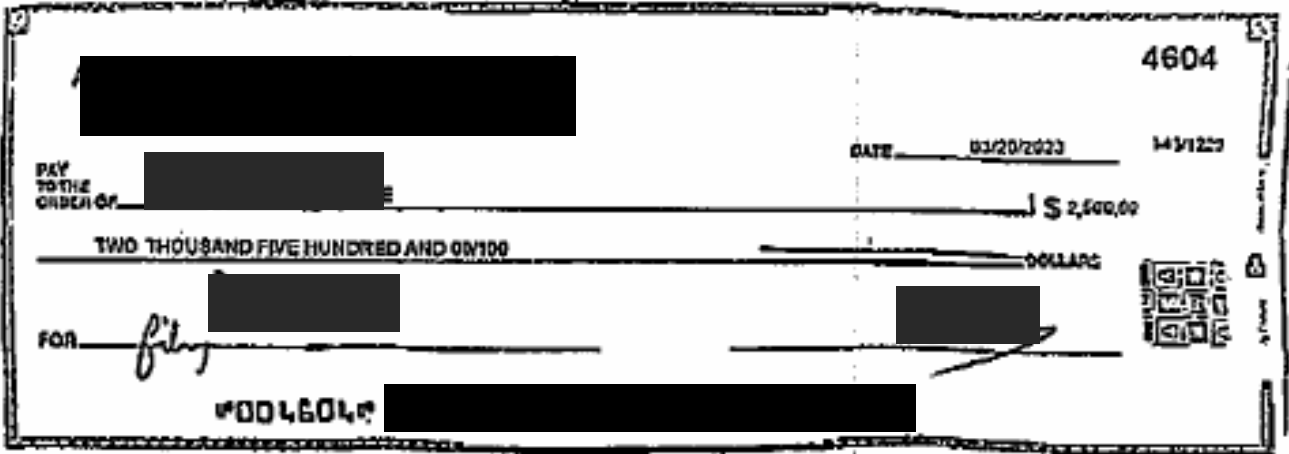 4604
DATE 03/20/2023
PAY
TO THE
ORDER OF
$ 2,500.00
TWO THOUSAND FIVE HUNDRED AND 00/100
DOLLARS
FOR
⑈004604⑈